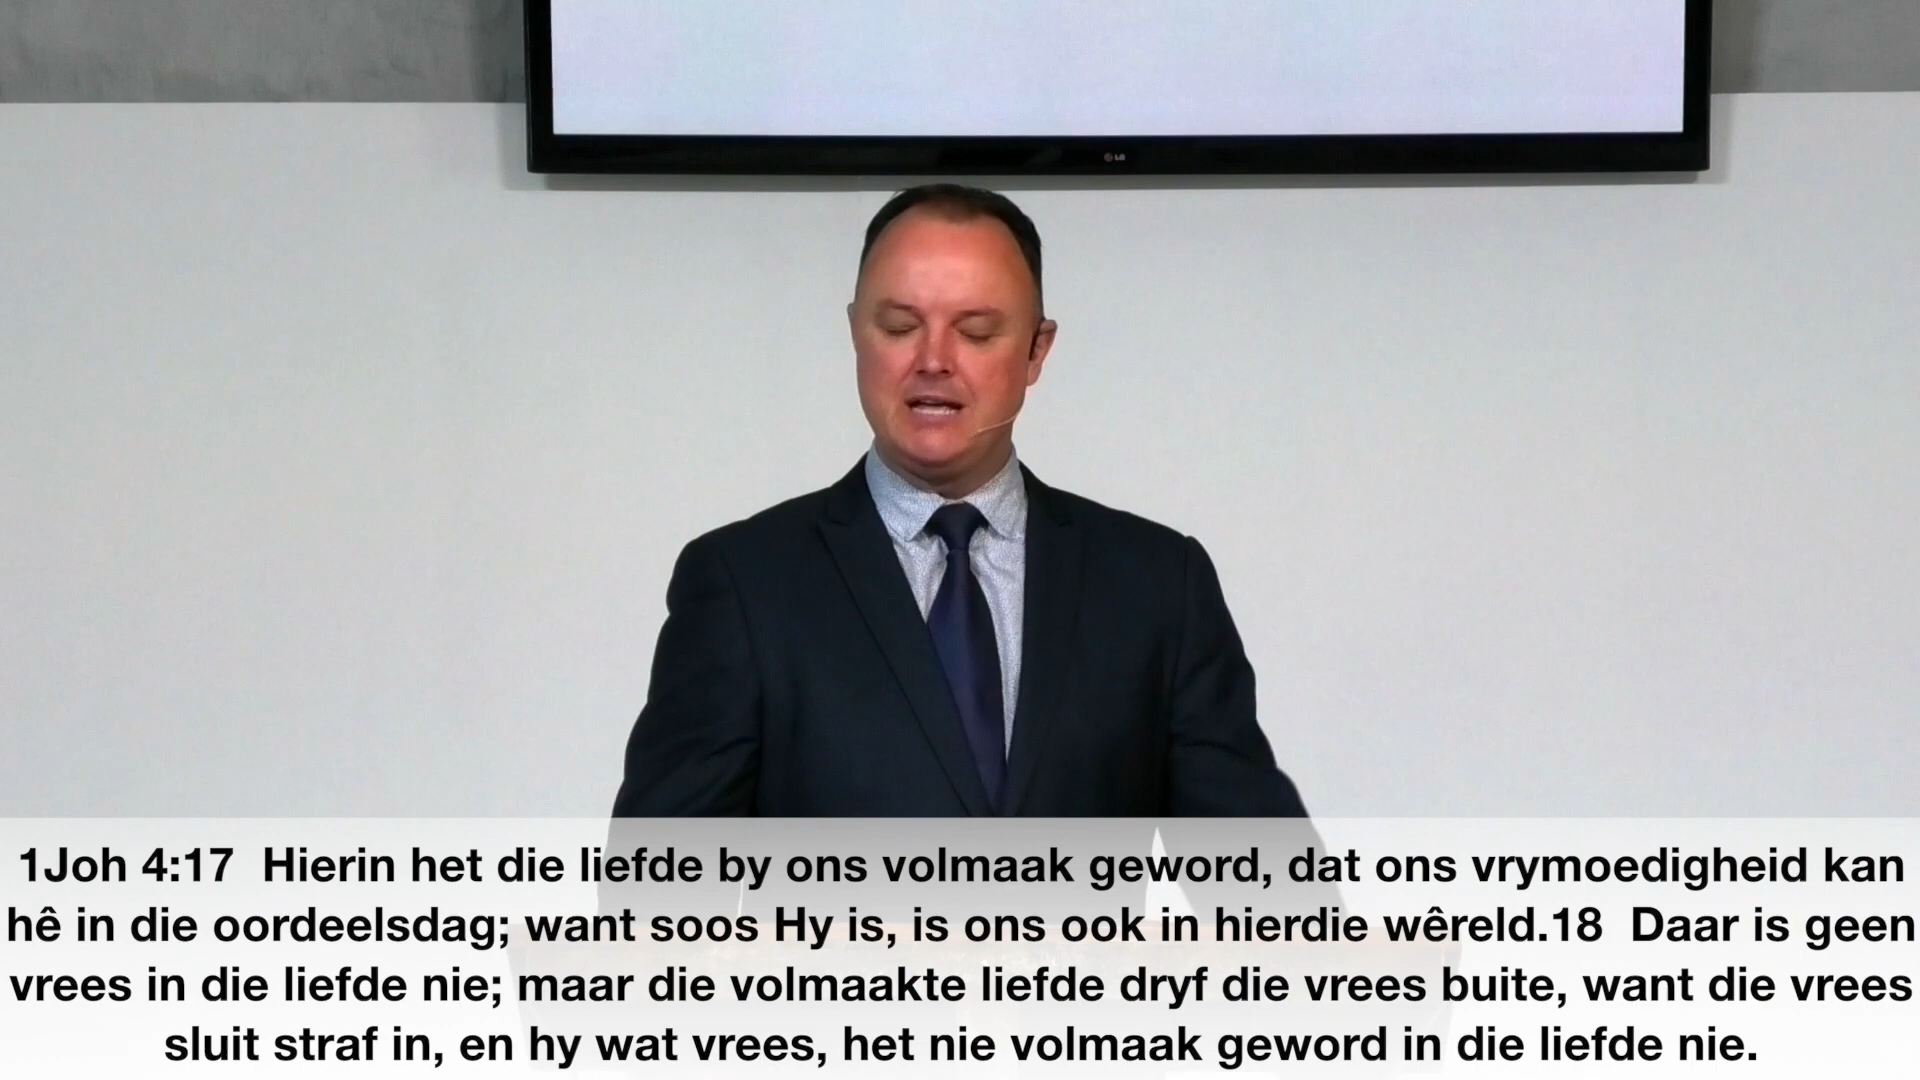 LG
1Joh 4:17  Hierin het die liefde by ons volmaak geword, dat ons vrymoedigheid kan
hê in die oordeelsdag; want soos Hy is, is ons ook in hierdie wêreld.18  Daar is geen
vrees in die liefde nie; maar die volmaakte liefde dryf die vrees buite, want die vrees
sluit straf in, en hy wat vrees, het nie volmaak geword in die liefde nie.